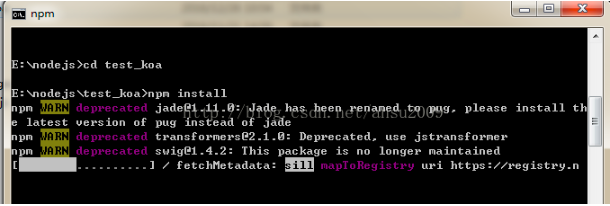 npm
E:\nodejs>cd test_koa
E:\nodejs\test_koa>npm install
npm WARN deprecated jade@1.11.0: Jade has been renamed to pug, please install th
e latest version of pug instead of jade
http://blog.csdn.net/ansu2009
npm WARN deprecated transformers@2.1.0: Deprecated, use jstransformer
npm WARN deprecated swig@1.4.2: This package is no longer maintained
[ ..........] / fetchMetadata: sill mapToRegistry uri https://registry.n